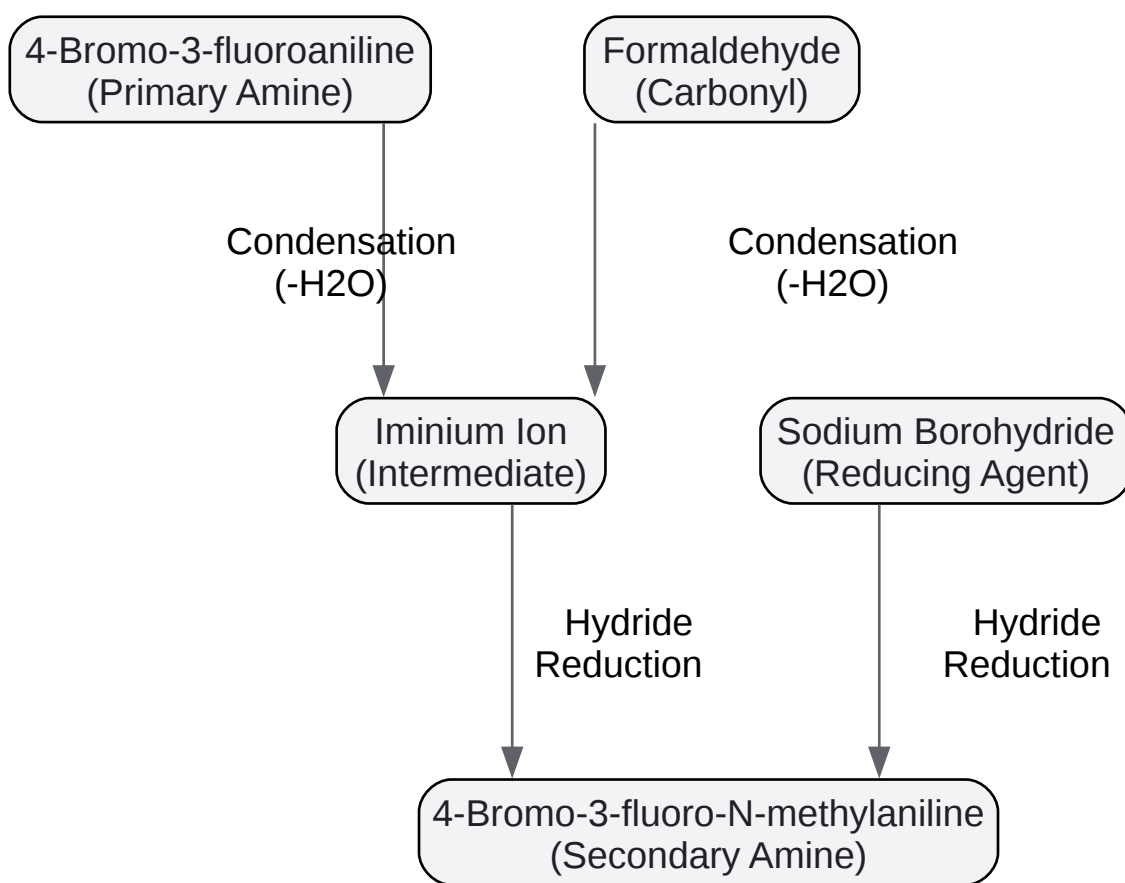 4-Bromo-3-fluoroaniline
(Primary Amine)
Formaldehyde
(Carbonyl)
Condensation
(-H2O)
Condensation
(-H2O)
Iminium Ion
(Intermediate)
Sodium Borohydride
(Reducing Agent)
Hydride
Reduction
Hydride
Reduction
4-Bromo-3-fluoro-N-methylaniline
(Secondary Amine)